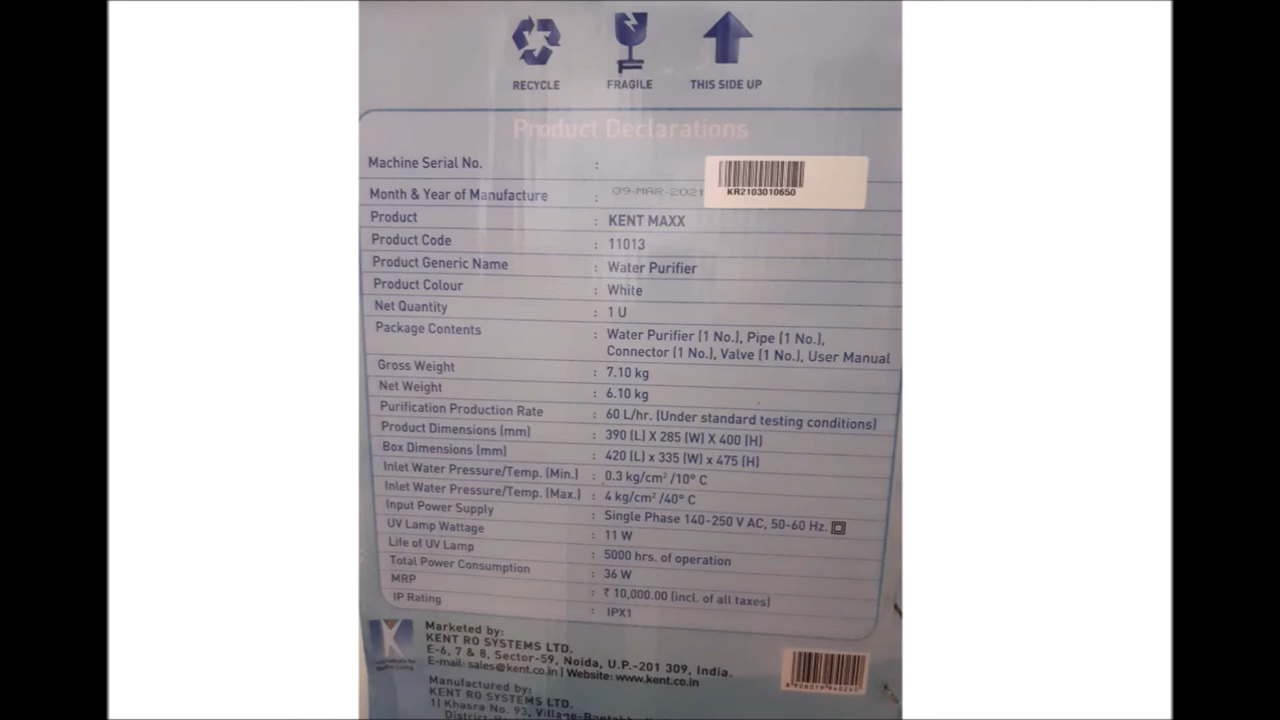 RECYCLE FRAGILE THIS SIDE UP
Product Declarations
Machine Serial No. :
KR2103010650
Month & Year of Manufacture : 09-MAR-2021
Product : KENT MAXX
Product Code : 11013
Product Generic Name : Water Purifier
Product Colour : White
Net Quantity : 1 U
Package Contents : Water Purifier (1 No.), Pipe (1 No.),
Connector (1 No.), Valve (1 No.), User Manual
Gross Weight : 7.10 kg
Net Weight : 6.10 kg
Purification Production Rate : 60 L/hr. (Under standard testing conditions)
Product Dimensions (mm) : 390 (L) X 285 (W) X 400 (H)
Box Dimensions (mm) : 420 (L) x 335 (W) x 475 (H)
Inlet Water Pressure/Temp. (Min.) : 0.3 kg/cm² /10° C
Inlet Water Pressure/Temp. (Max.) : 4 kg/cm² /40° C
Input Power Supply : Single Phase 140-250 V AC, 50-60 Hz.
UV Lamp Wattage : 11 W
Life of UV Lamp : 5000 hrs. of operation
Total Power Consumption : 36 W
MRP : ₹ 10,000.00 (incl. of all taxes)
IP Rating : IPX1
K
Marketed by:
KENT RO SYSTEMS LTD.
E-6, 7 & 8, Sector-59, Noida, U.P.-201 309, India.
E-mail: sales@kent.co.in | Website: www.kent.co.in
Manufactured by:
KENT RO SYSTEMS LTD.
1) Khasra No. 93,